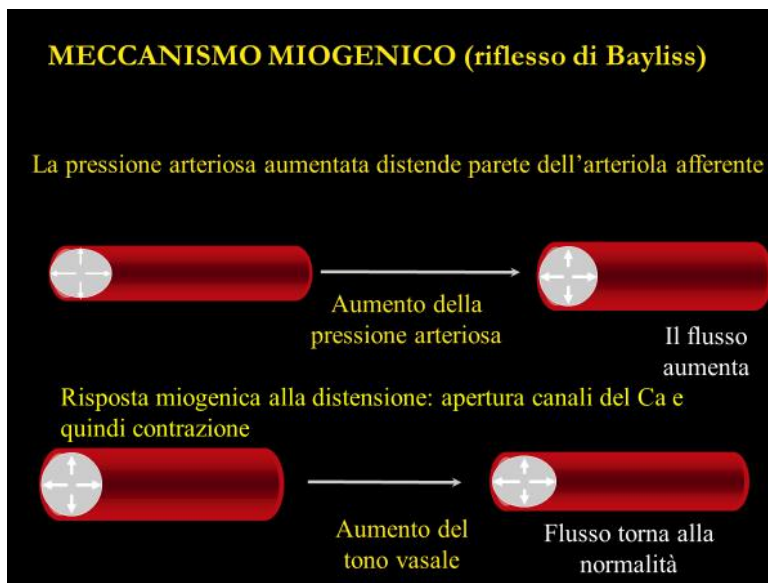 MECCANISMO MIOGENICO (riflesso di Bayliss)
La pressione arteriosa aumentata distende parete dell’arteriola afferente
Aumento della
pressione arteriosa
Il flusso
aumenta
Risposta miogenica alla distensione: apertura canali del Ca e
quindi contrazione
Aumento del
tono vasale
Flusso torna alla
normalità